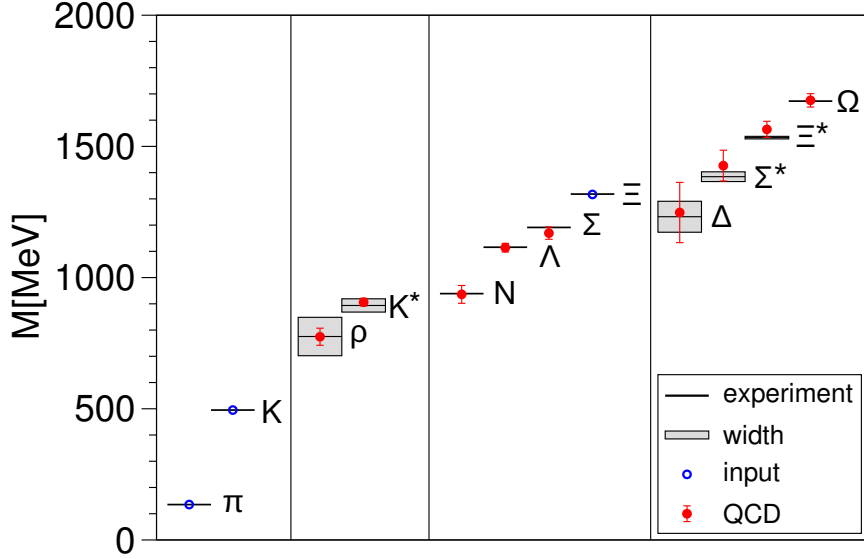 M[MeV]
2000
1500
1000
500
0
π
K
ρ
K*
N
Λ
Σ
Ξ
Δ
Σ*
Ξ*
Ω
experiment
width
input
QCD